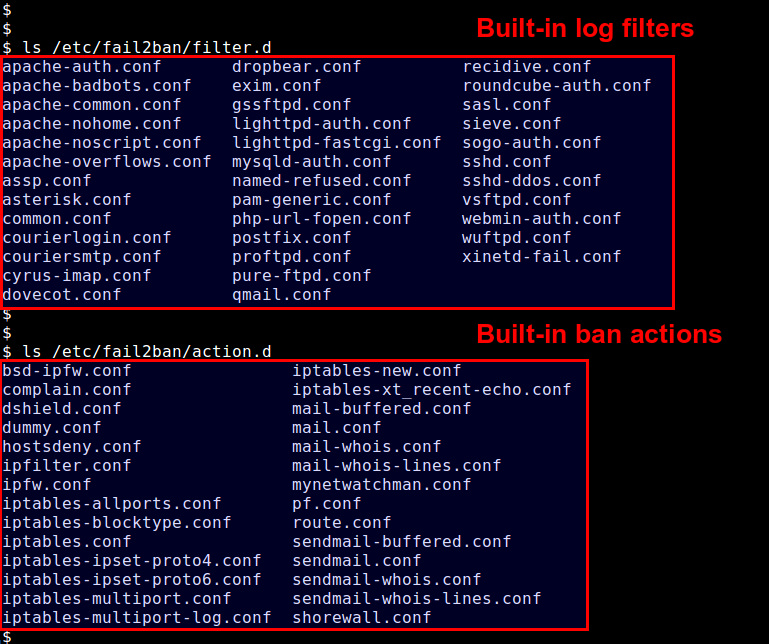 $
$ Built-in log filters
$ ls /etc/fail2ban/filter.d
apache-auth.conf dropbear.conf recidive.conf
apache-badbots.conf exim.conf roundcube-auth.conf
apache-common.conf gssftpd.conf sasl.conf
apache-nohome.conf lighttpd-auth.conf sieve.conf
apache-noscript.conf lighttpd-fastcgi.conf sogo-auth.conf
apache-overflows.conf mysqld-auth.conf sshd.conf
assp.conf named-refused.conf sshd-ddos.conf
asterisk.conf pam-generic.conf vsftpd.conf
common.conf php-url-fopen.conf webmin-auth.conf
courierlogin.conf postfix.conf wuftpd.conf
couriersmtp.conf proftpd.conf xinetd-fail.conf
cyrus-imap.conf pure-ftpd.conf
dovecot.conf qmail.conf
$
$ Built-in ban actions
$ ls /etc/fail2ban/action.d
bsd-ipfw.conf iptables-new.conf
complain.conf iptables-xt_recent-echo.conf
dshield.conf mail-buffered.conf
dummy.conf mail.conf
hostsdeny.conf mail-whois.conf
ipfilter.conf mail-whois-lines.conf
ipfw.conf mynetwatchman.conf
iptables-allports.conf pf.conf
iptables-blocktype.conf route.conf
iptables.conf sendmail-buffered.conf
iptables-ipset-proto4.conf sendmail.conf
iptables-ipset-proto6.conf sendmail-whois.conf
iptables-multiport.conf sendmail-whois-lines.conf
iptables-multiport-log.conf shorewall.conf
$